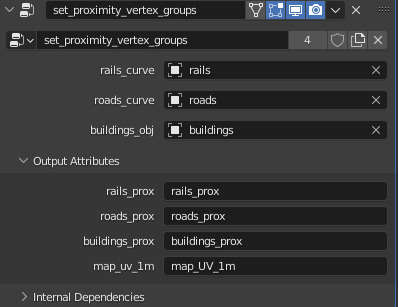 set_proximity_vertex_groups
set_proximity_vertex_groups 4
rails_curve rails
roads_curve roads
buildings_obj buildings
Output Attributes
rails_prox rails_prox
roads_prox roads_prox
buildings_prox buildings_prox
map_uv_1m map_UV_1m
Internal Dependencies